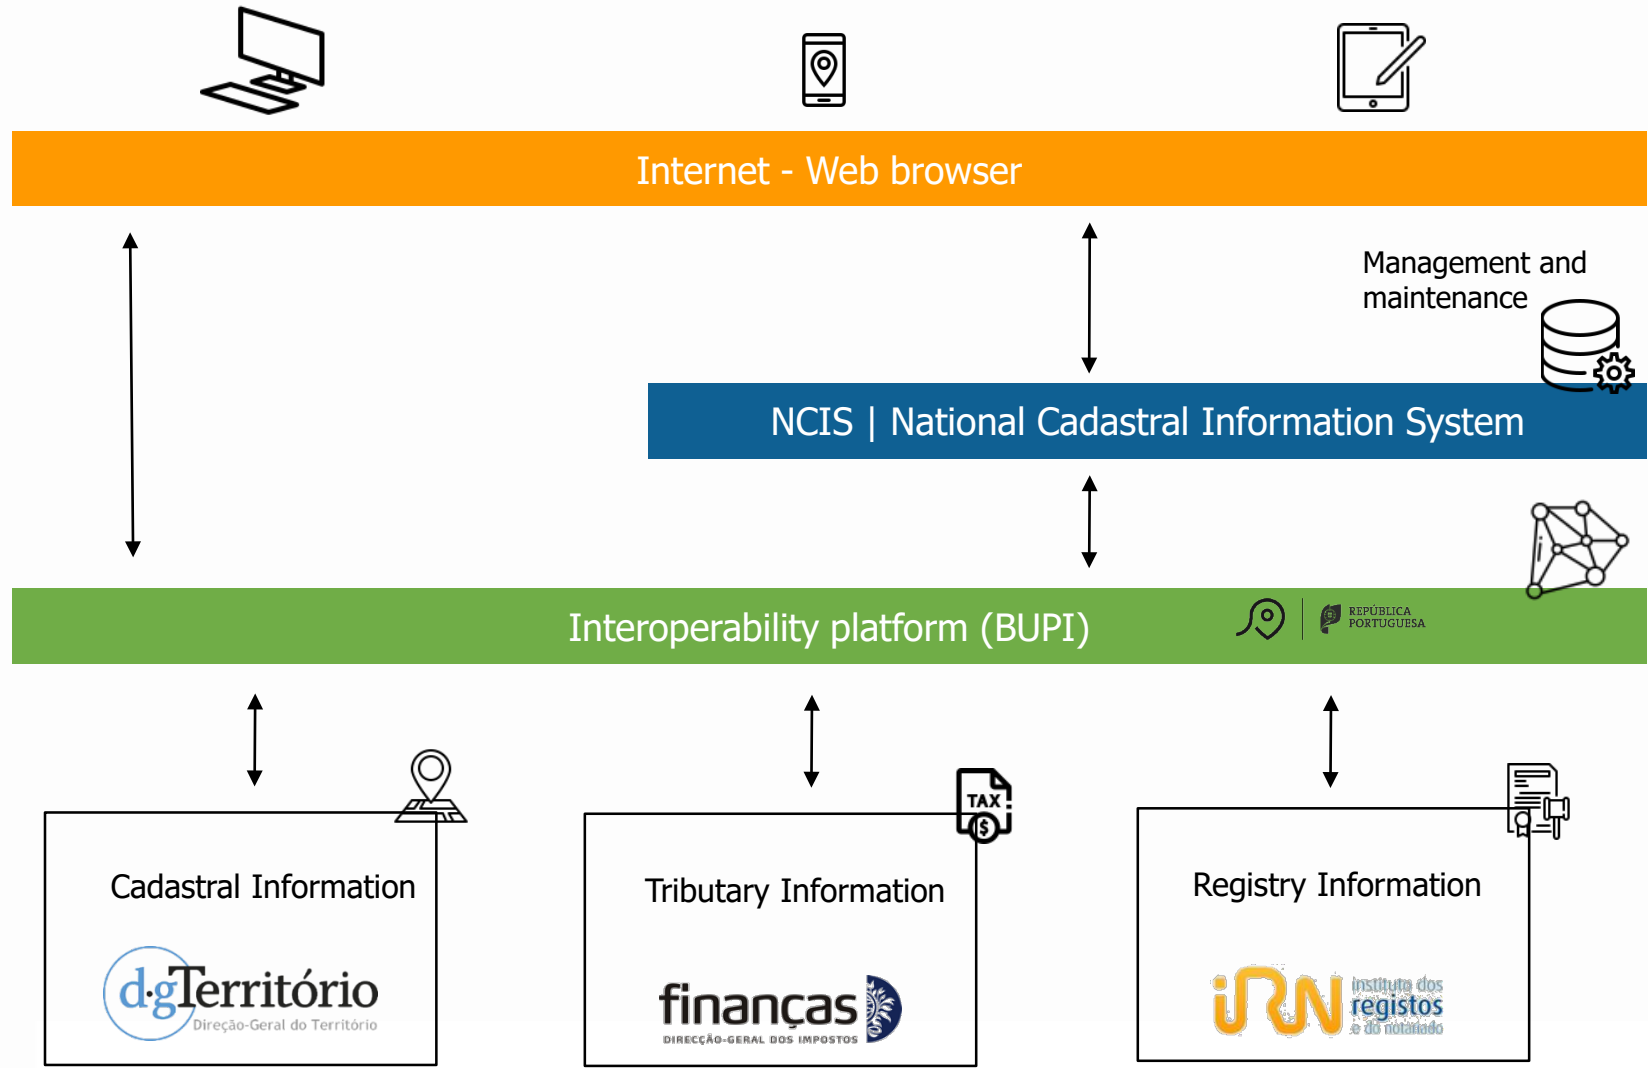 Internet - Web browser
Management and
maintenance
NCIS | National Cadastral Information System
i
Interoperability platform (BUPI)
REPÚBLICA
PORTUGUESA
TAX
$
Cadastral Information
Tributary Information
Registry Information
d·gTerritório
Direção-Geral do Território
finanças
DIRECÇÃO-GERAL DOS IMPOSTOS
iRN
instituto dos
registos
e do notariado